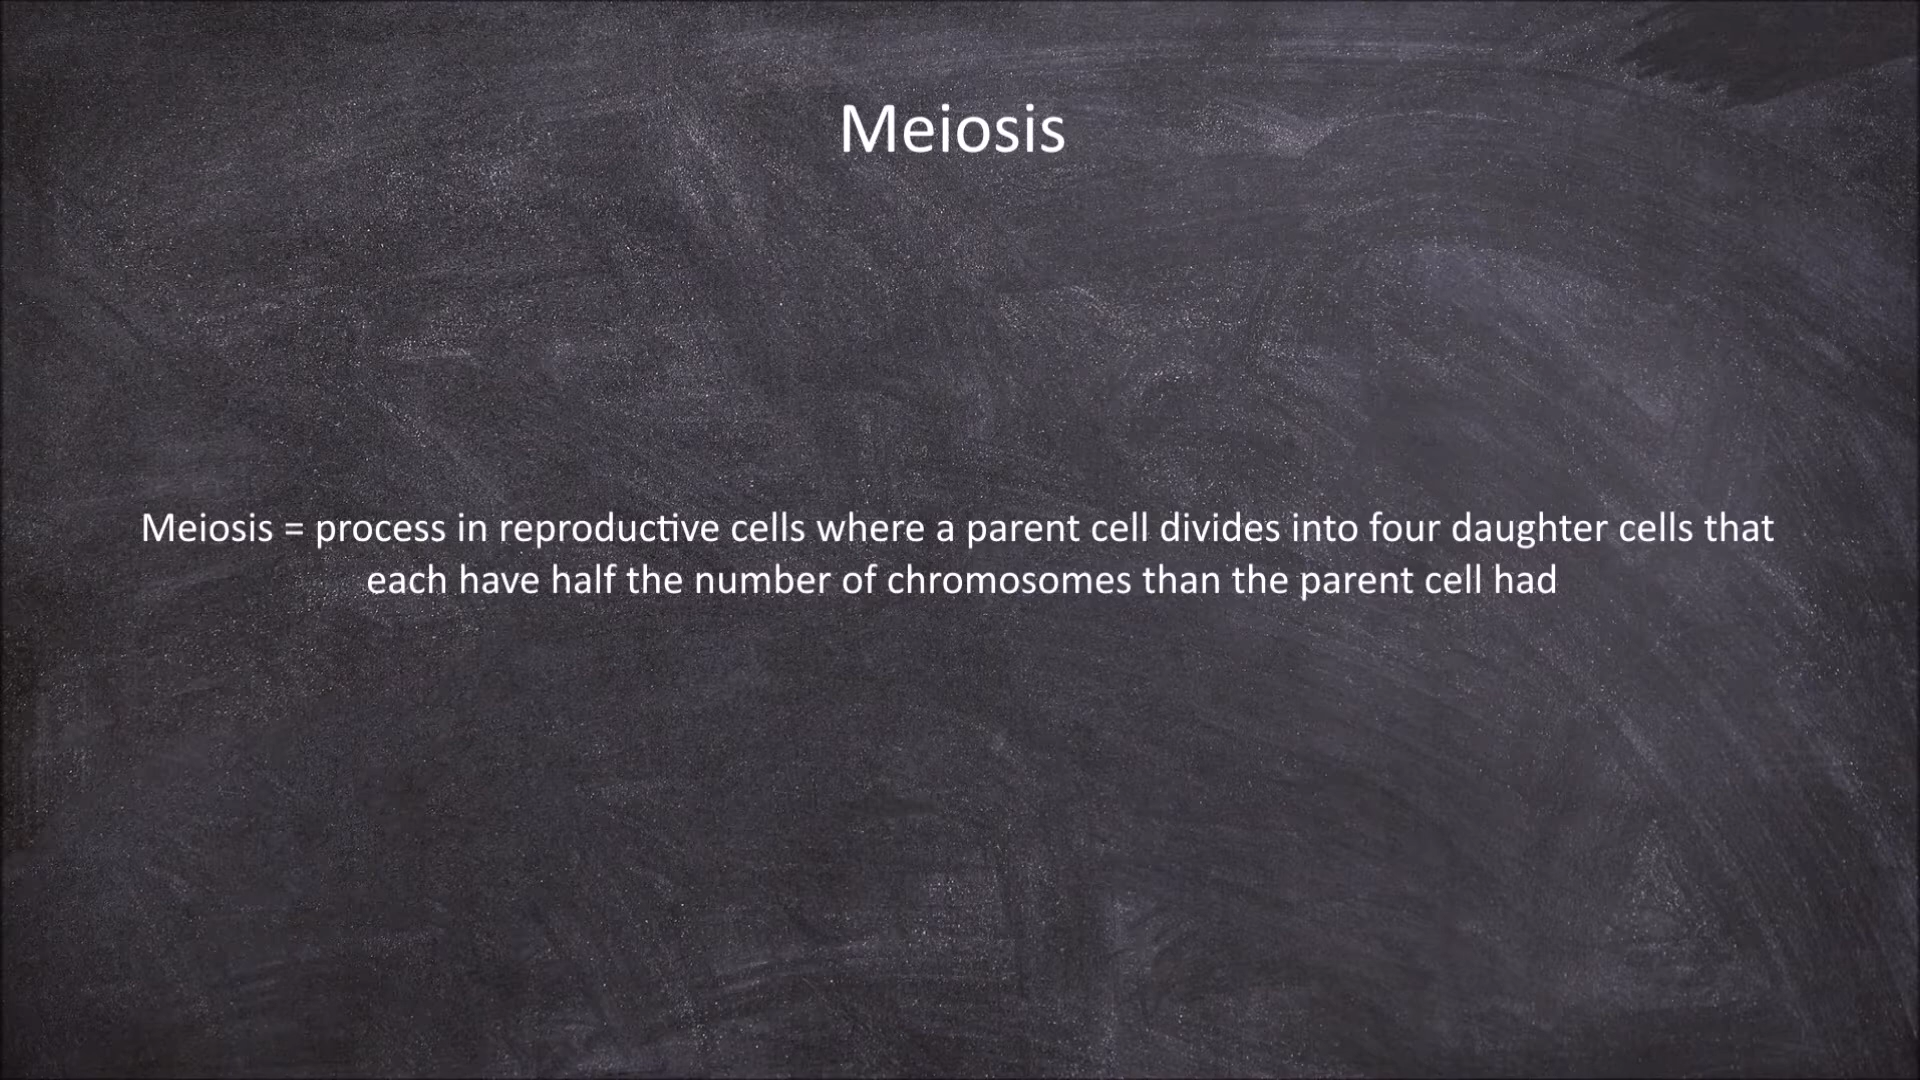 Meiosis
Meiosis = process in reproductive cells where a parent cell divides into four daughter cells that
each have half the number of chromosomes than the parent cell had